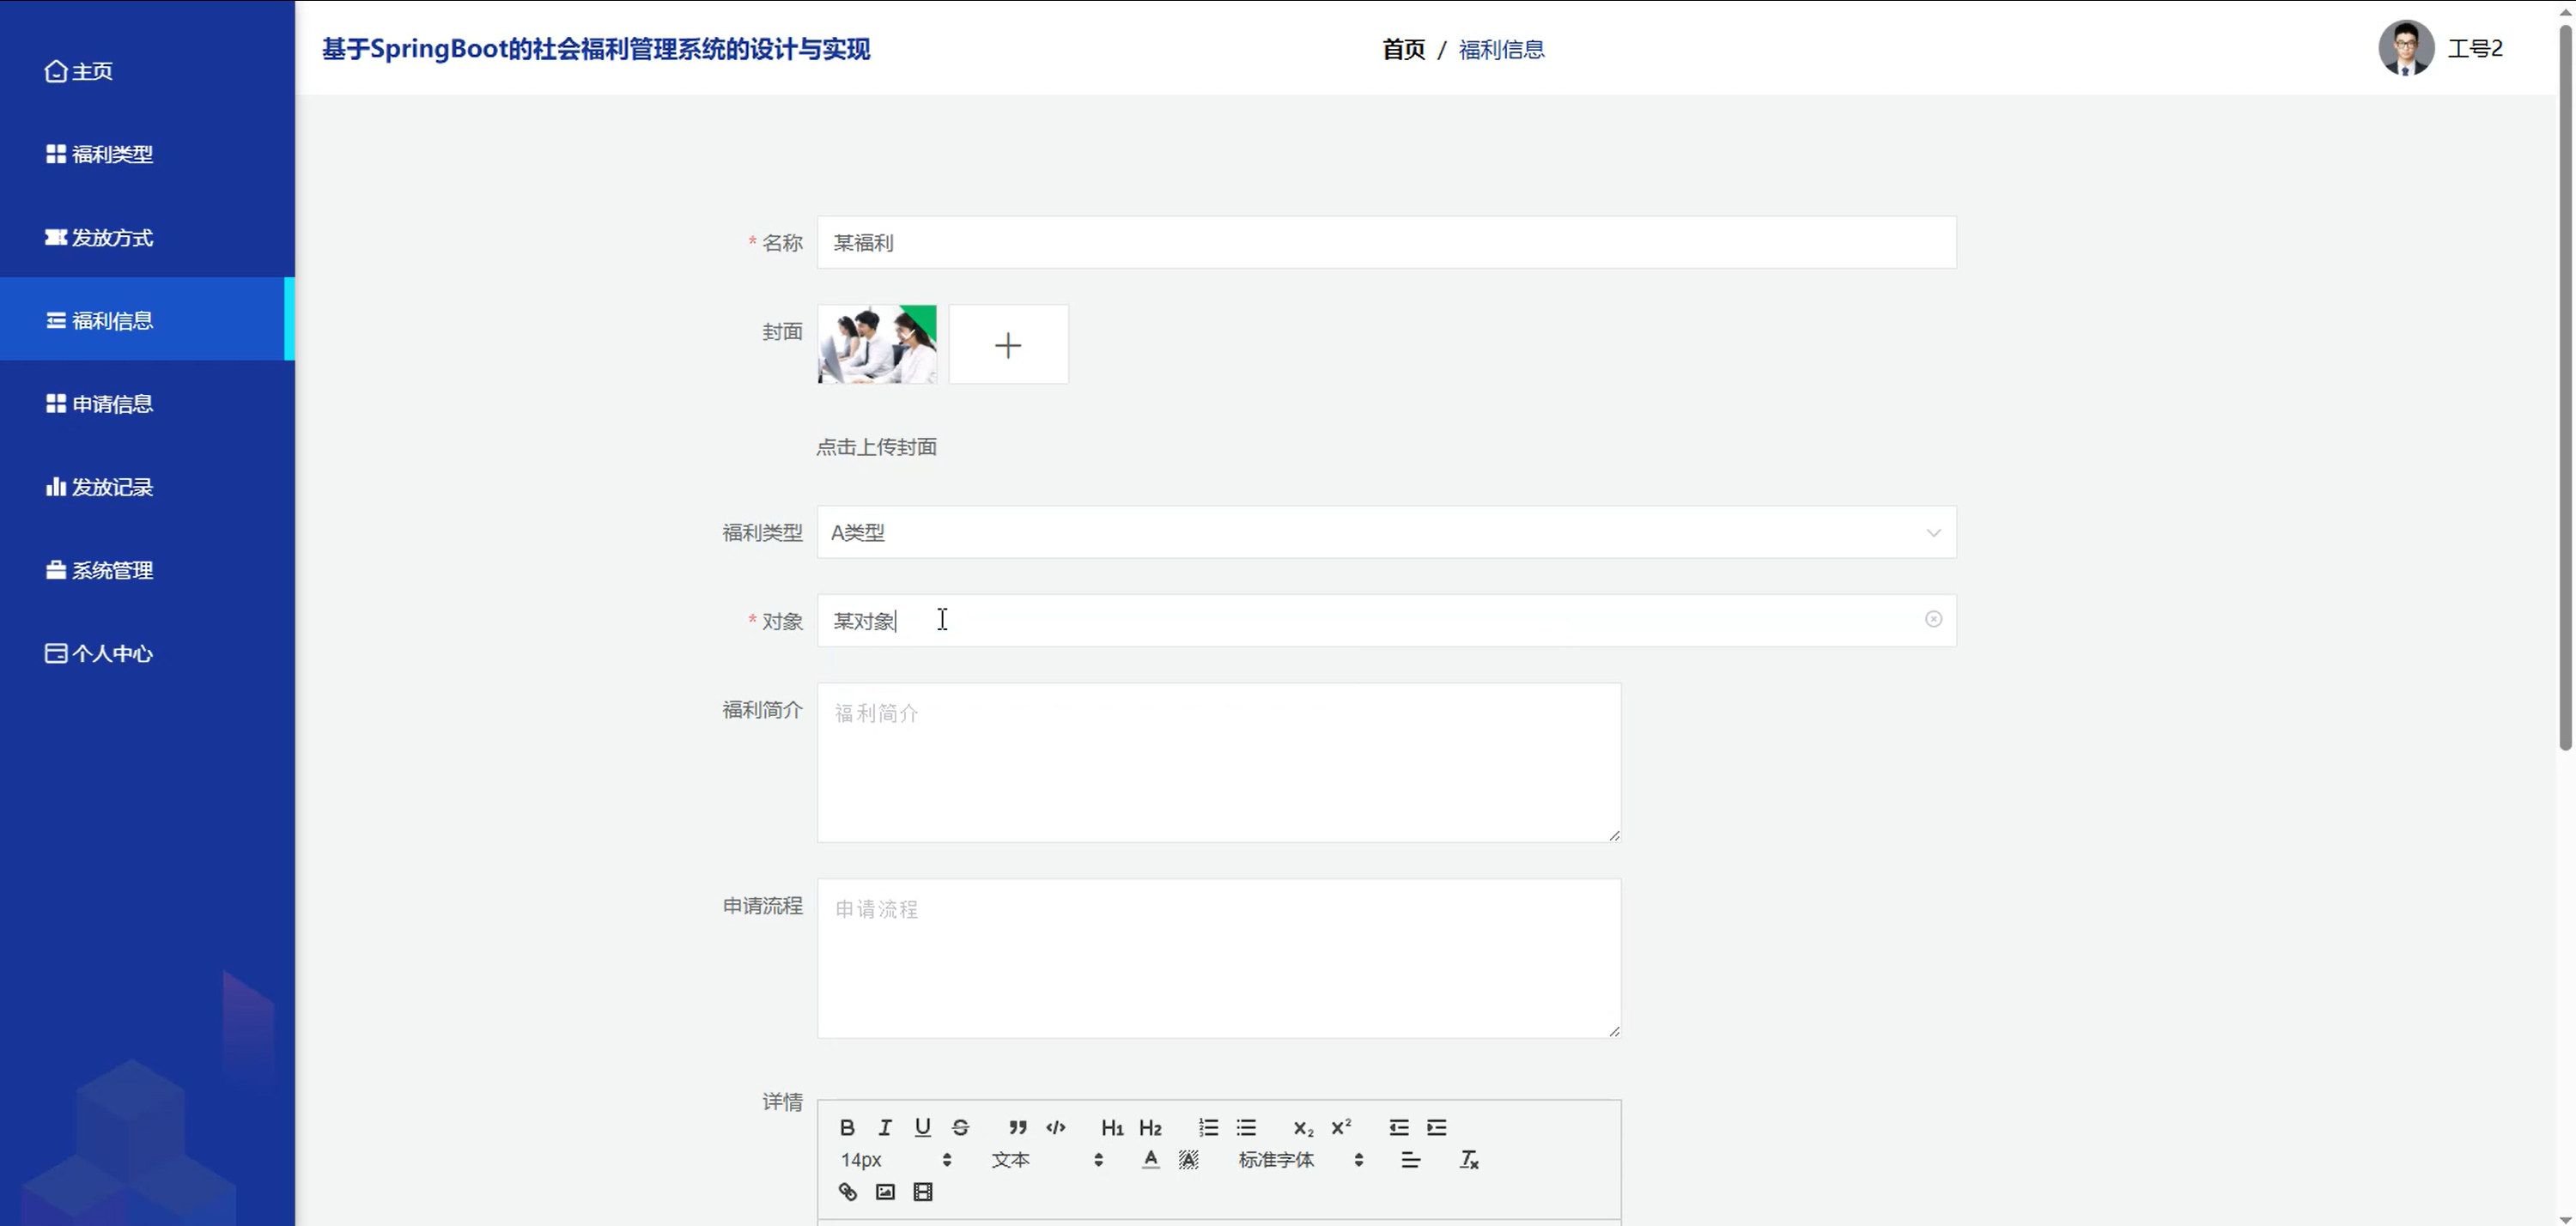 基于SpringBoot的社会福利管理系统的设计与实现
首页 / 福利信息
工号2
主页
福利类型
发放方式
福利信息
申请信息
发放记录
系统管理
个人中心
* 名称 某福利
封面
点击上传封面
福利类型 A类型
* 对象 某对象
福利简介 福利简介
申请流程 申请流程
详情
B I U S H1 H2 X2 X2
14px 文本 A A 标准字体 Tx